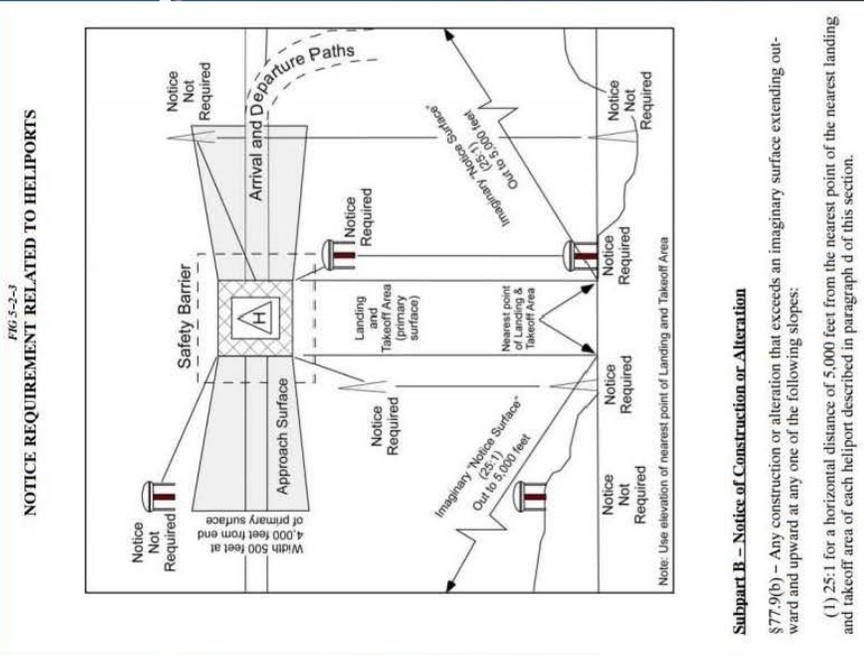 FIG 5-2-3
NOTICE REQUIREMENT RELATED TO HELIPORTS
Notice
Not
Required
Safety Barrier
Notice
Not
Required
Width 500 feet at
4,000 feet from end
of primary surface
Approach Surface
H
Arrival and Departure Paths
Notice
Required
Landing
and
Takeoff Area
(primary
surface)
Notice
Required
Imaginary "Notice Surface"
(25:1)
Out to 5,000 feet
Nearest point
of Landing &
Takeoff Area
Imaginary "Notice Surface"
(25:1)
Out to 5,000 feet
Notice
Not
Required
Notice
Required
Notice
Required
Notice
Not
Required
Note: Use elevation of nearest point of Landing and Takeoff Area
Subpart B – Notice of Construction or Alteration
§77.9(b) – Any construction or alteration that exceeds an imaginary surface extending out-
ward and upward at any one of the following slopes:
(1) 25:1 for a horizontal distance of 5,000 feet from the nearest point of the nearest landing
and takeoff area of each heliport described in paragraph d of this section.